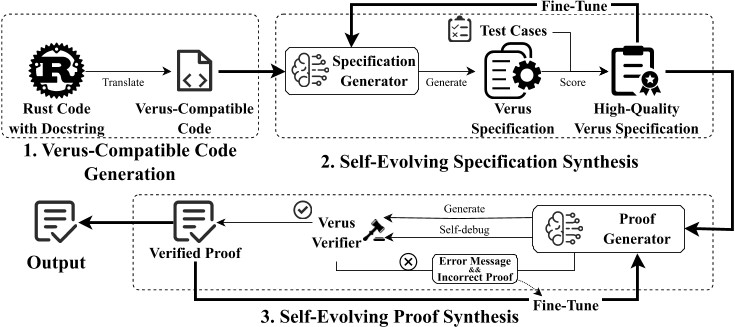 Fine-Tune
Test Cases
R
Translate
Rust Code
with Docstring
Verus-Compatible
Code
Specification
Generator
Generate
Score
Verus
Specification
High-Quality
Verus Specification
1. Verus-Compatible Code
Generation
2. Self-Evolving Specification Synthesis
Output
Verified Proof
Verus
Verifier
Generate
Self-debug
Proof
Generator
Error Message
&&
Incorrect Proof
Fine-Tune
3. Self-Evolving Proof Synthesis